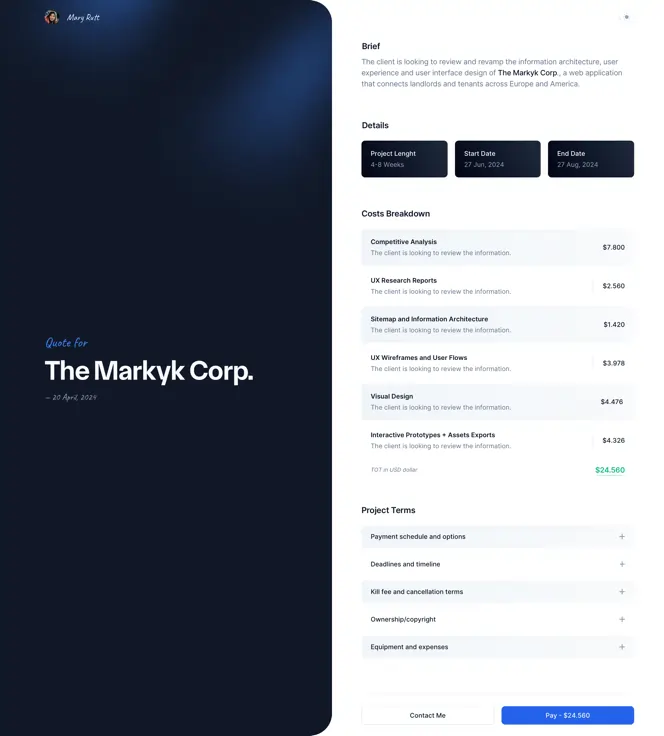 Mary Rutt
Quote for
The Markyk Corp.
— 20 April, 2024
Brief
The client is looking to review and revamp the information architecture, user
experience and user interface design of The Markyk Corp., a web application
that connects landlords and tenants across Europe and America.
Details
Project Lenght
4-8 Weeks
Start Date
27 Jun, 2024
End Date
27 Aug, 2024
Costs Breakdown
Competitive Analysis
The client is looking to review the information.
$7.800
UX Research Reports
The client is looking to review the information.
$2.560
Sitemap and Information Architecture
The client is looking to review the information.
$1.420
UX Wireframes and User Flows
The client is looking to review the information.
$3.978
Visual Design
The client is looking to review the information.
$4.476
Interactive Prototypes + Assets Exports
The client is looking to review the information.
$4.326
TOT in USD dollar
$24.560
Project Terms
Payment schedule and options
Deadlines and timeline
Kill fee and cancellation terms
Ownership/copyright
Equipment and expenses
Contact Me
Pay - $24.560